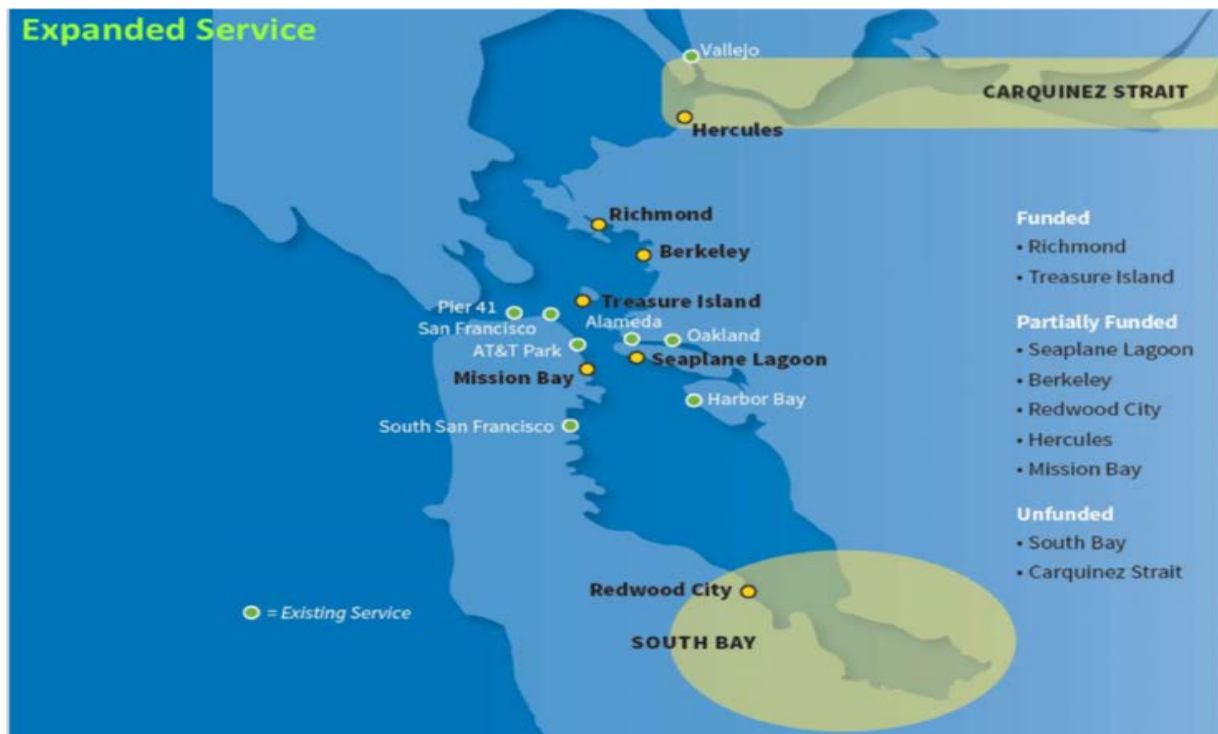 Expanded Service
Vallejo
CARQUINEZ STRAIT
Hercules
Richmond
Berkeley
Treasure Island
Pier 41
San Francisco
Alameda
Oakland
AT&T Park
Seaplane Lagoon
Mission Bay
Harbor Bay
South San Francisco
Redwood City
SOUTH BAY
= Existing Service
Funded
• Richmond
• Treasure Island
Partially Funded
• Seaplane Lagoon
• Berkeley
• Redwood City
• Hercules
• Mission Bay
Unfunded
• South Bay
• Carquinez Strait